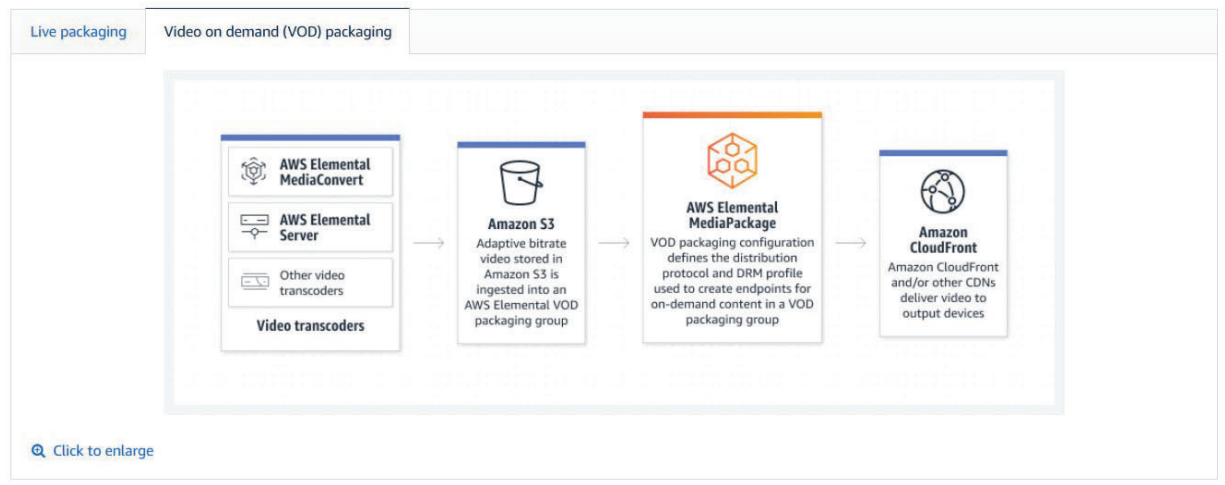 Live packaging
Video on demand (VOD) packaging
AWS Elemental
MediaConvert
AWS Elemental
Server
Other video
transcoders
Video transcoders
Amazon S3
Adaptive bitrate
video stored in
Amazon S3 is
ingested into an
AWS Elemental VOD
packaging group
AWS Elemental
MediaPackage
VOD packaging configuration
defines the distribution
protocol and DRM profile
used to create endpoints for
on-demand content in a VOD
packaging group
Amazon
CloudFront
Amazon CloudFront
and/or other CDNs
deliver video to
output devices
Click to enlarge